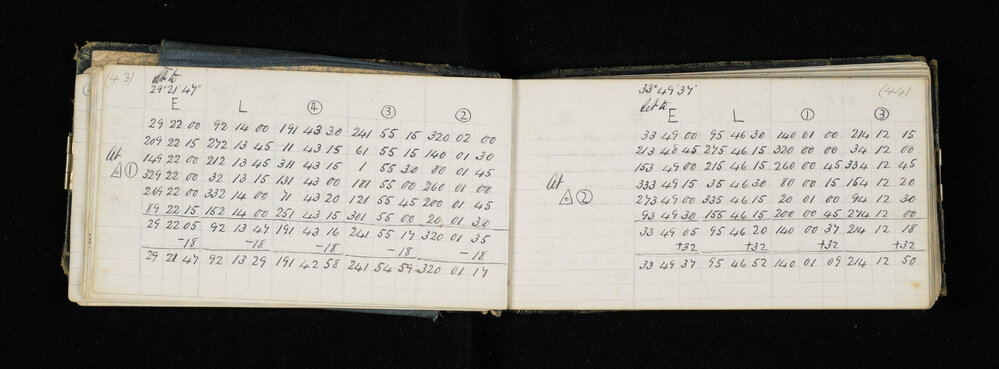 (43)
Set to
29° 21' 47"
E L ④ ③ ②
29 22 00 92 14 00 191 43 30 241 55 15 320 02 00
209 22 15 272 13 45 11 43 15 61 55 15 140 01 30
149 22 00 212 13 45 311 43 15 1 55 30 80 01 45
329 22 00 32 13 15 131 43 00 181 55 00 260 01 00
269 22 00 332 14 00 71 43 20 121 55 45 200 01 45
89 22 15 152 14 00 251 43 15 301 55 00 20 01 30
29 22 05 92 13 47 191 43 16 241 55 17 320 01 35
-18 -18 -18 -18 -18
29 21 47 92 13 29 191 42 58 241 54 59 320 01 17
At
△ ①
(44)
33° 49' 37"
Set to
E L ① ③
33 49 00 95 46 30 140 01 00 214 12 15
213 48 45 275 46 15 320 00 00 34 12 00
153 49 00 215 46 15 260 00 45 334 12 45
333 49 15 35 46 30 80 00 15 154 12 20
273 49 00 335 46 15 20 01 00 94 12 30
93 49 30 155 46 15 200 00 45 274 12 00
33 49 05 95 46 20 140 00 37 214 12 18
+32 +32 +32 +32
33 49 37 95 46 52 140 01 09 214 12 50
At
△ ②